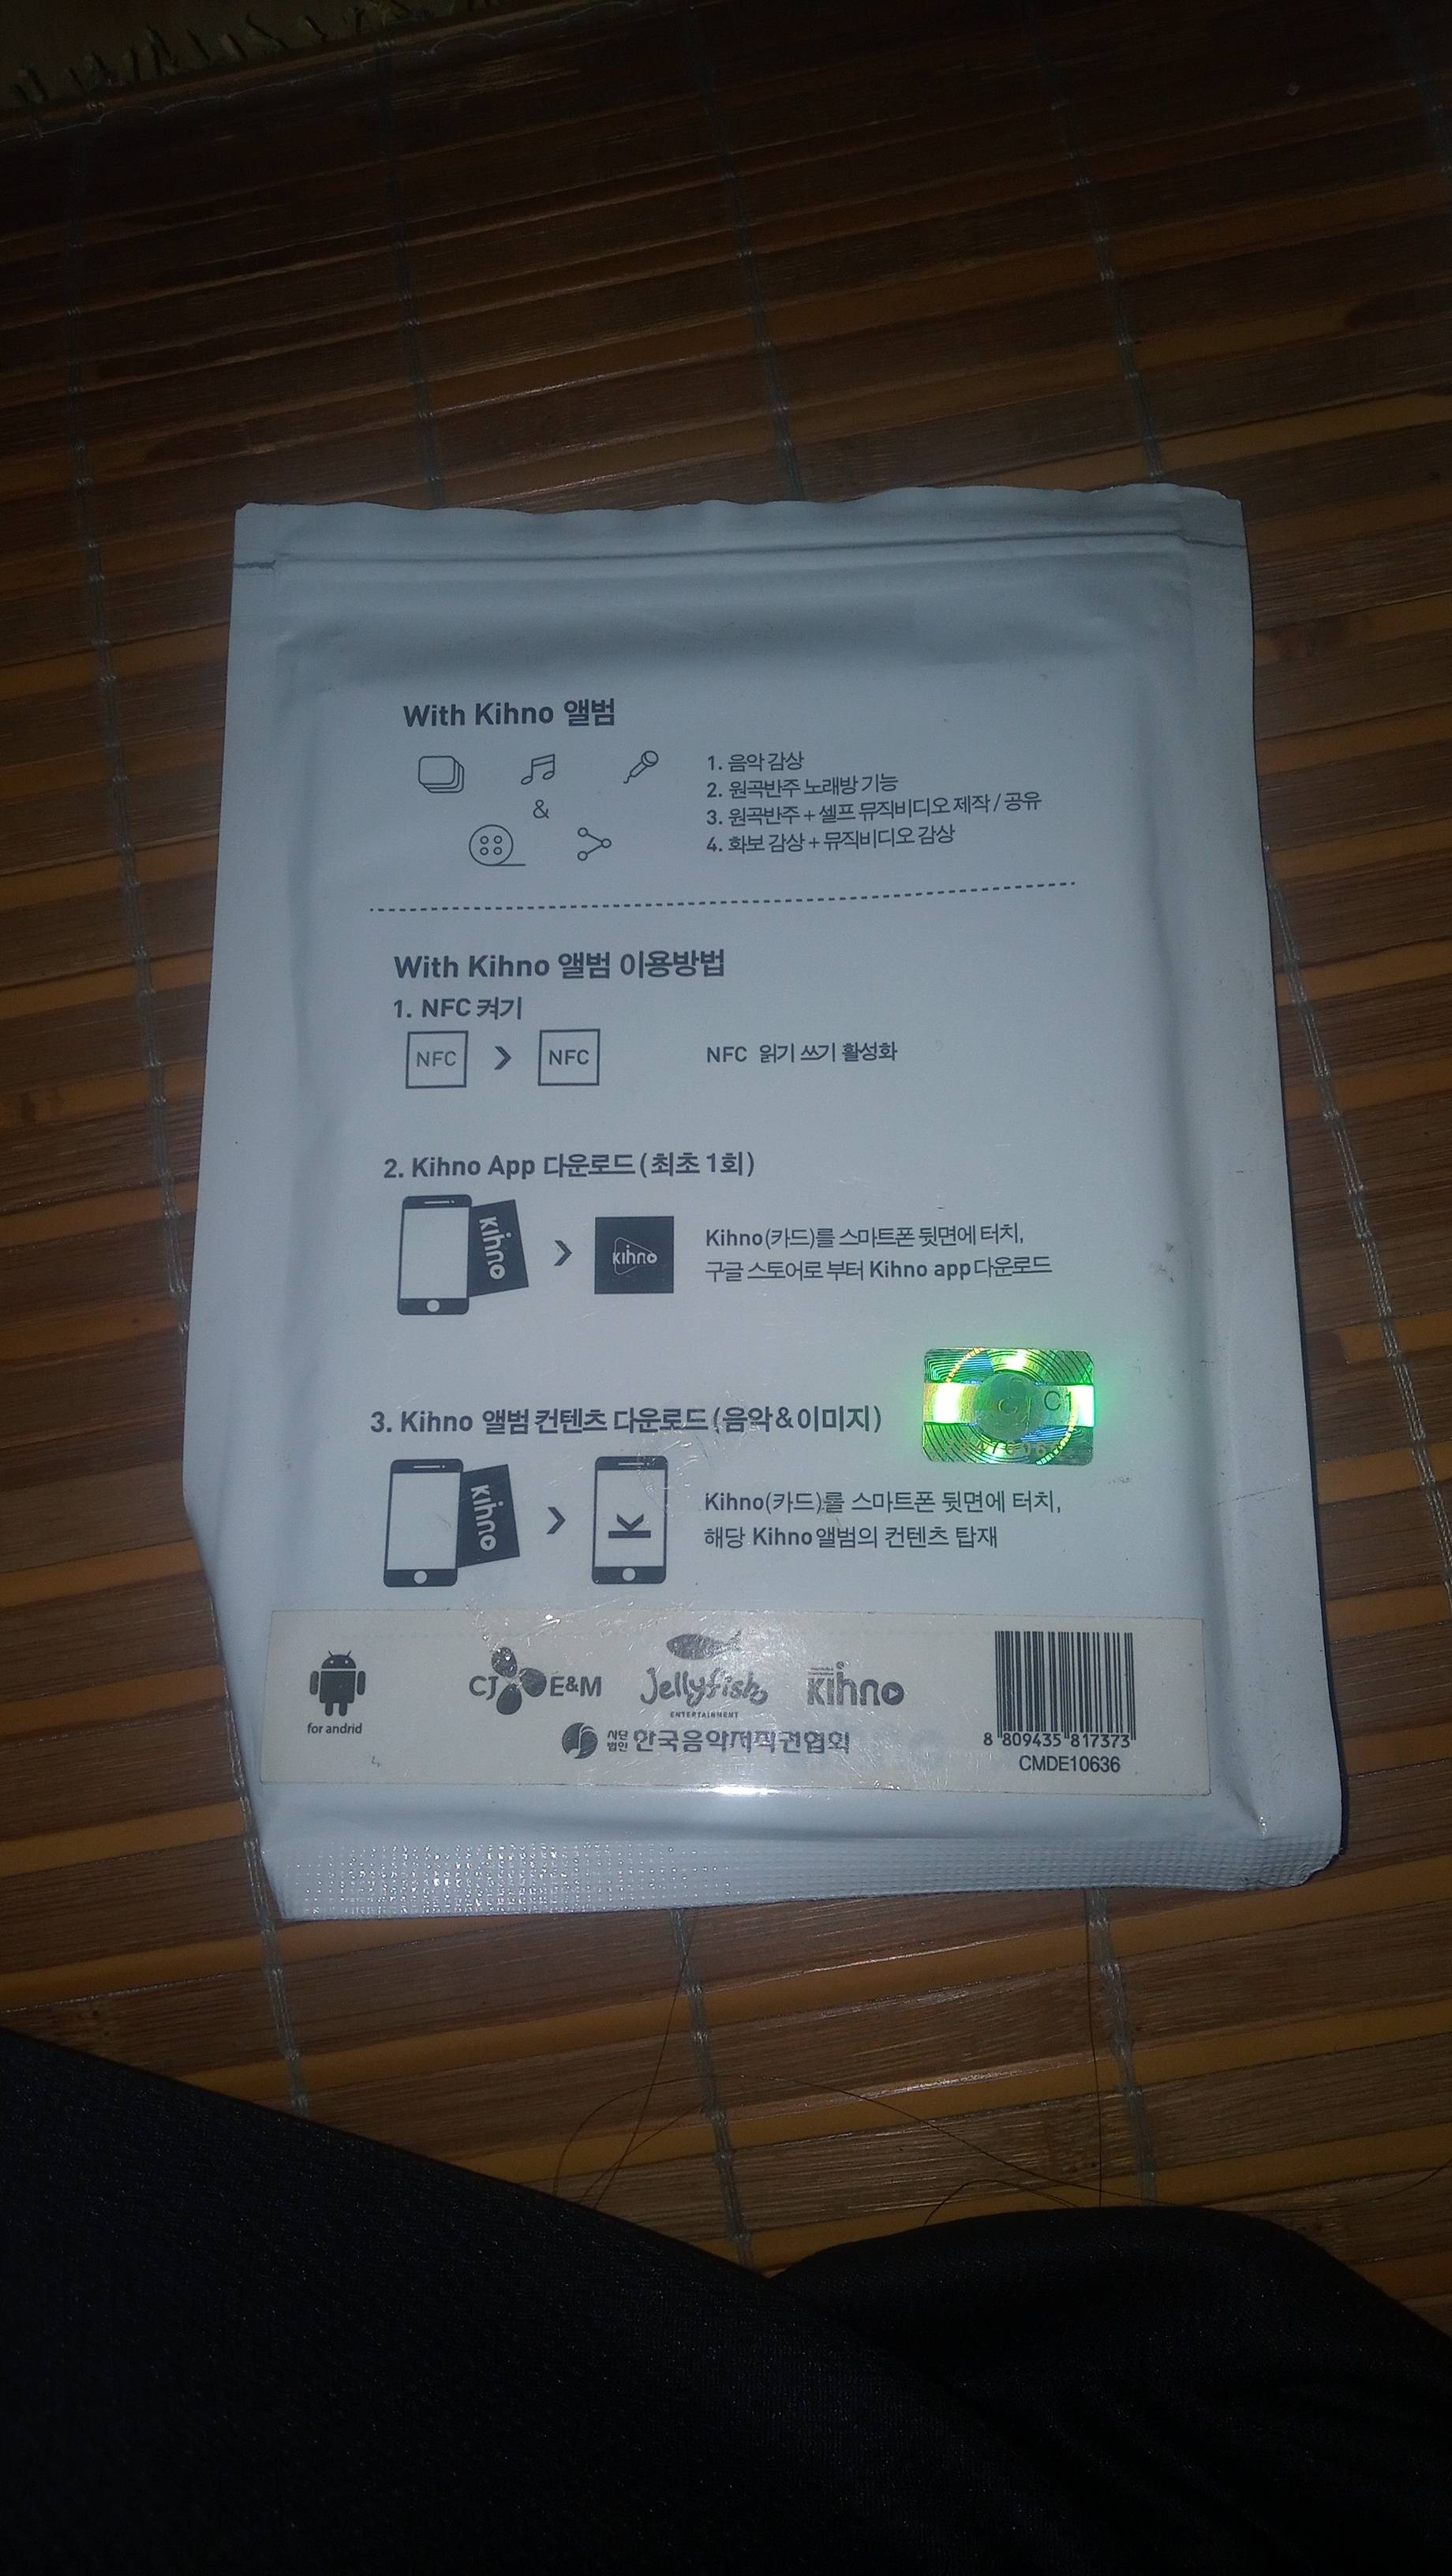 With Kihno 앨범
&
1. 음악 감상
2. 원곡반주 노래방 기능
3. 원곡반주 + 셀프 뮤직비디오 제작 / 공유
4. 화보 감상 + 뮤직비디오 감상
With Kihno 앨범 이용방법
1. NFC 켜기
NFC NFC
NFC 읽기 쓰기 활성화
2. Kihno App 다운로드 (최초 1회)
kihno kihno
Kihno(카드)를 스마트폰 뒷면에 터치,
구글 스토어로 부터 Kihno app 다운로드
3. Kihno 앨범 컨텐츠 다운로드 (음악&이미지)
kihno
Kihno(카드)를 스마트폰 뒷면에 터치,
해당 Kihno 앨범의 컨텐츠 탑재
for andrid
CJ E&M
Jellyfish
ENTERTAINMENT
kihno
사단법인 한국음악저작권협회
8 809435 817373
CMDE10636